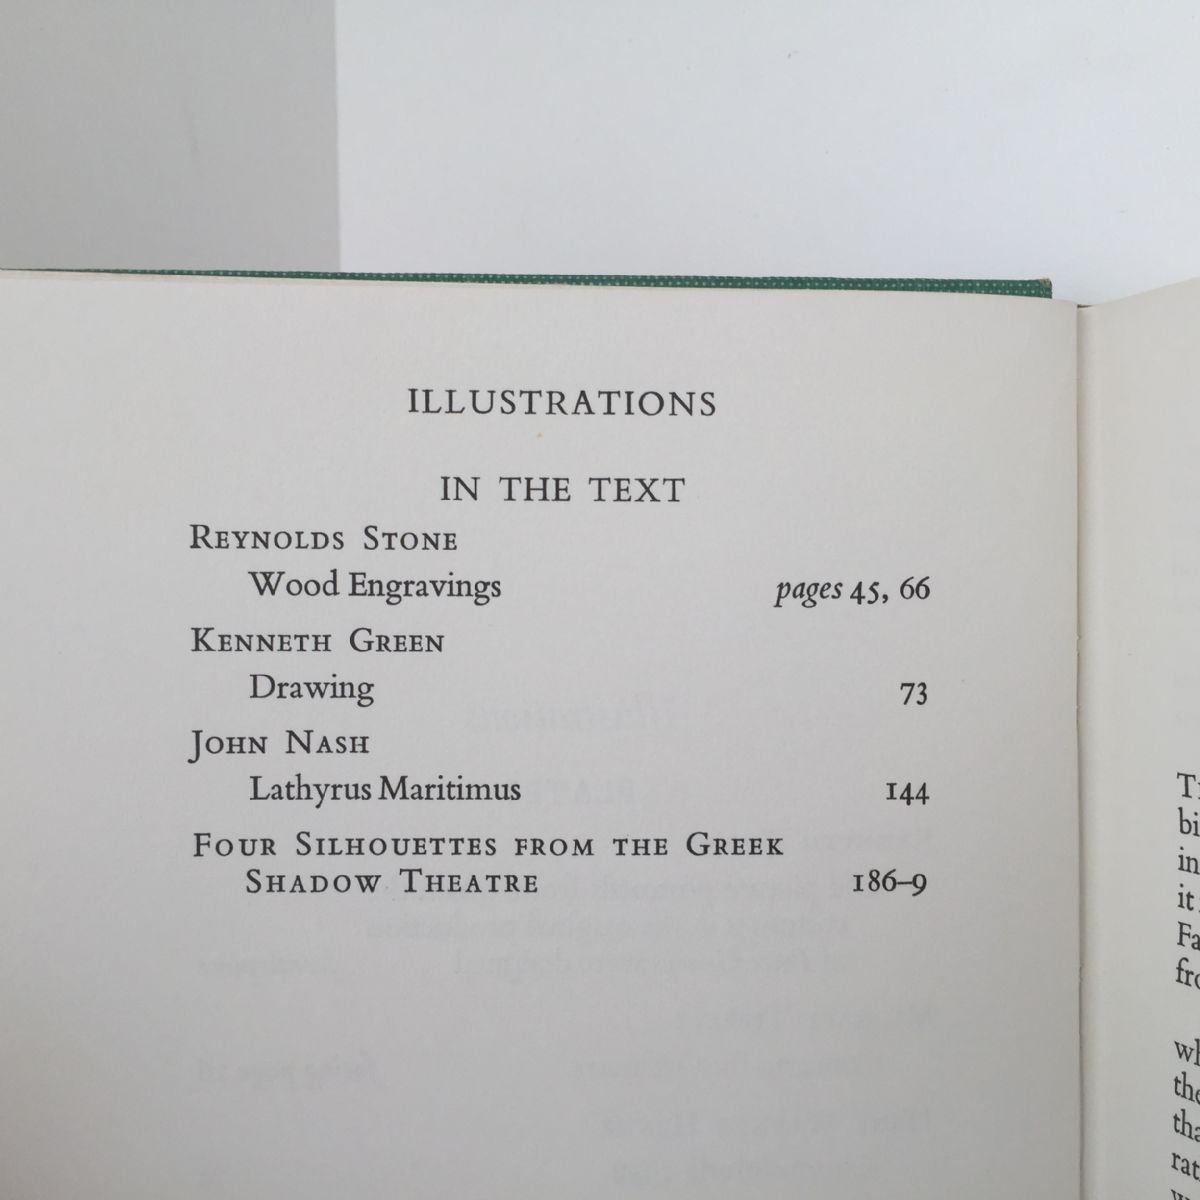 ILLUSTRATIONS
IN THE TEXT
REYNOLDS STONE
Wood Engravings pages 45, 66
KENNETH GREEN
Drawing 73
JOHN NASH
Lathyrus Maritimus 144
FOUR SILHOUETTES FROM THE GREEK
SHADOW THEATRE 186–9